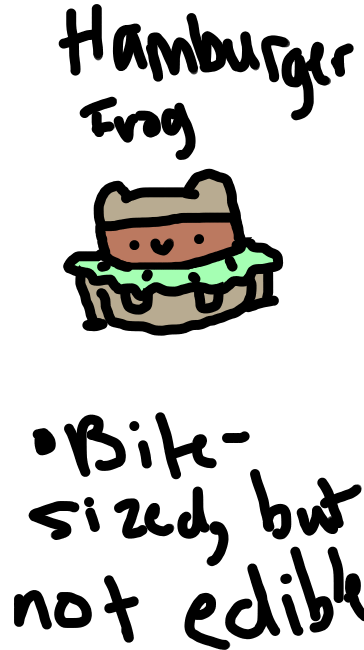 Hamburger
Frog
•Bite-
sized, but
not edible